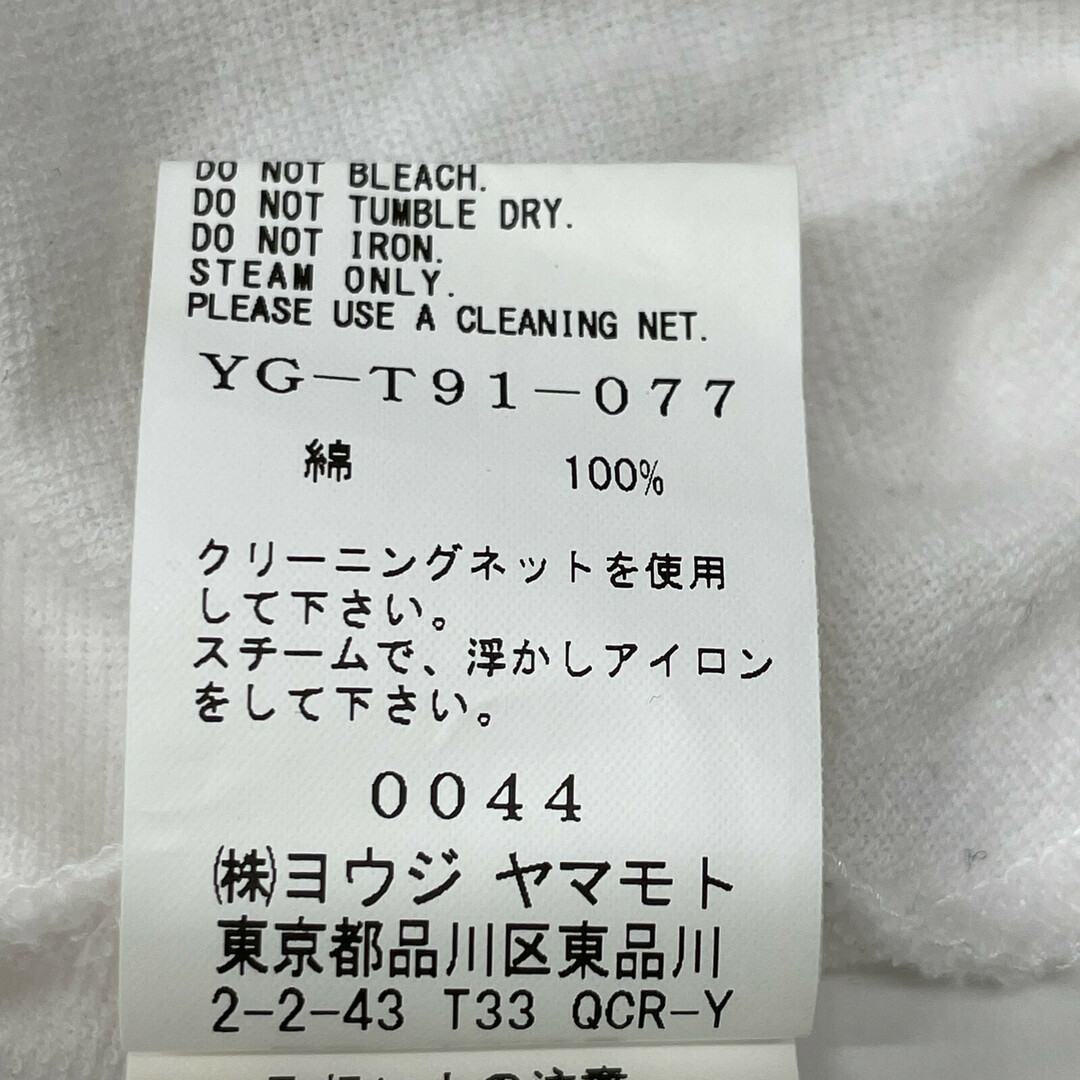 DO NOT BLEACH.
DO NOT TUMBLE DRY.
DO NOT IRON.
STEAM ONLY.
PLEASE USE A CLEANING NET.
YG-T91-077
綿 100%
クリーニングネットを使用
して下さい。
スチームで、浮かしアイロン
をして下さい。
0044
㈱ヨウジ ヤマモト
東京都品川区東品川
2-2-43 T33 QCR-Y
の注意